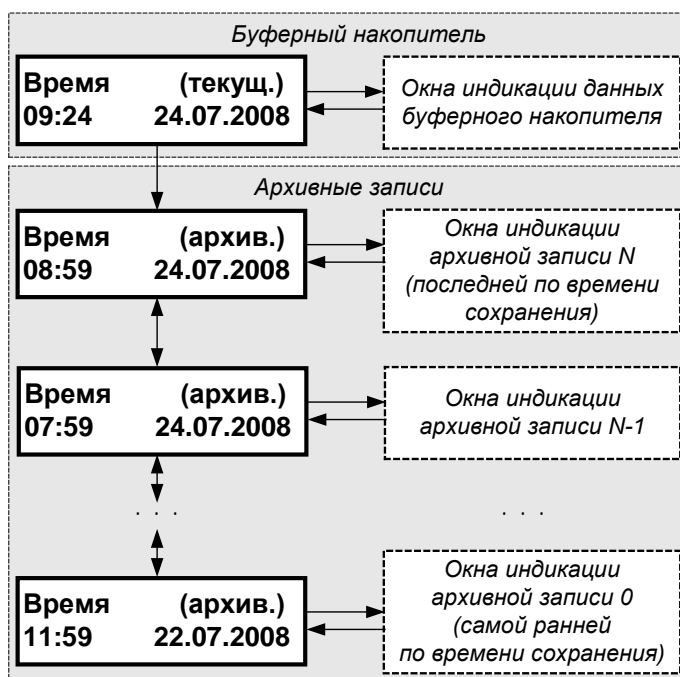 Буферный накопитель
Время (текущ.)
09:24 24.07.2008
Окна индикации данных
буферного накопителя
Архивные записи
Время (архив.)
08:59 24.07.2008
Окна индикации
архивной записи N
(последней по времени
сохранения)
Время (архив.)
07:59 24.07.2008
Окна индикации
архивной записи N-1
. . .
. . .
Время (архив.)
11:59 22.07.2008
Окна индикации
архивной записи 0
(самой ранней
по времени сохранения)